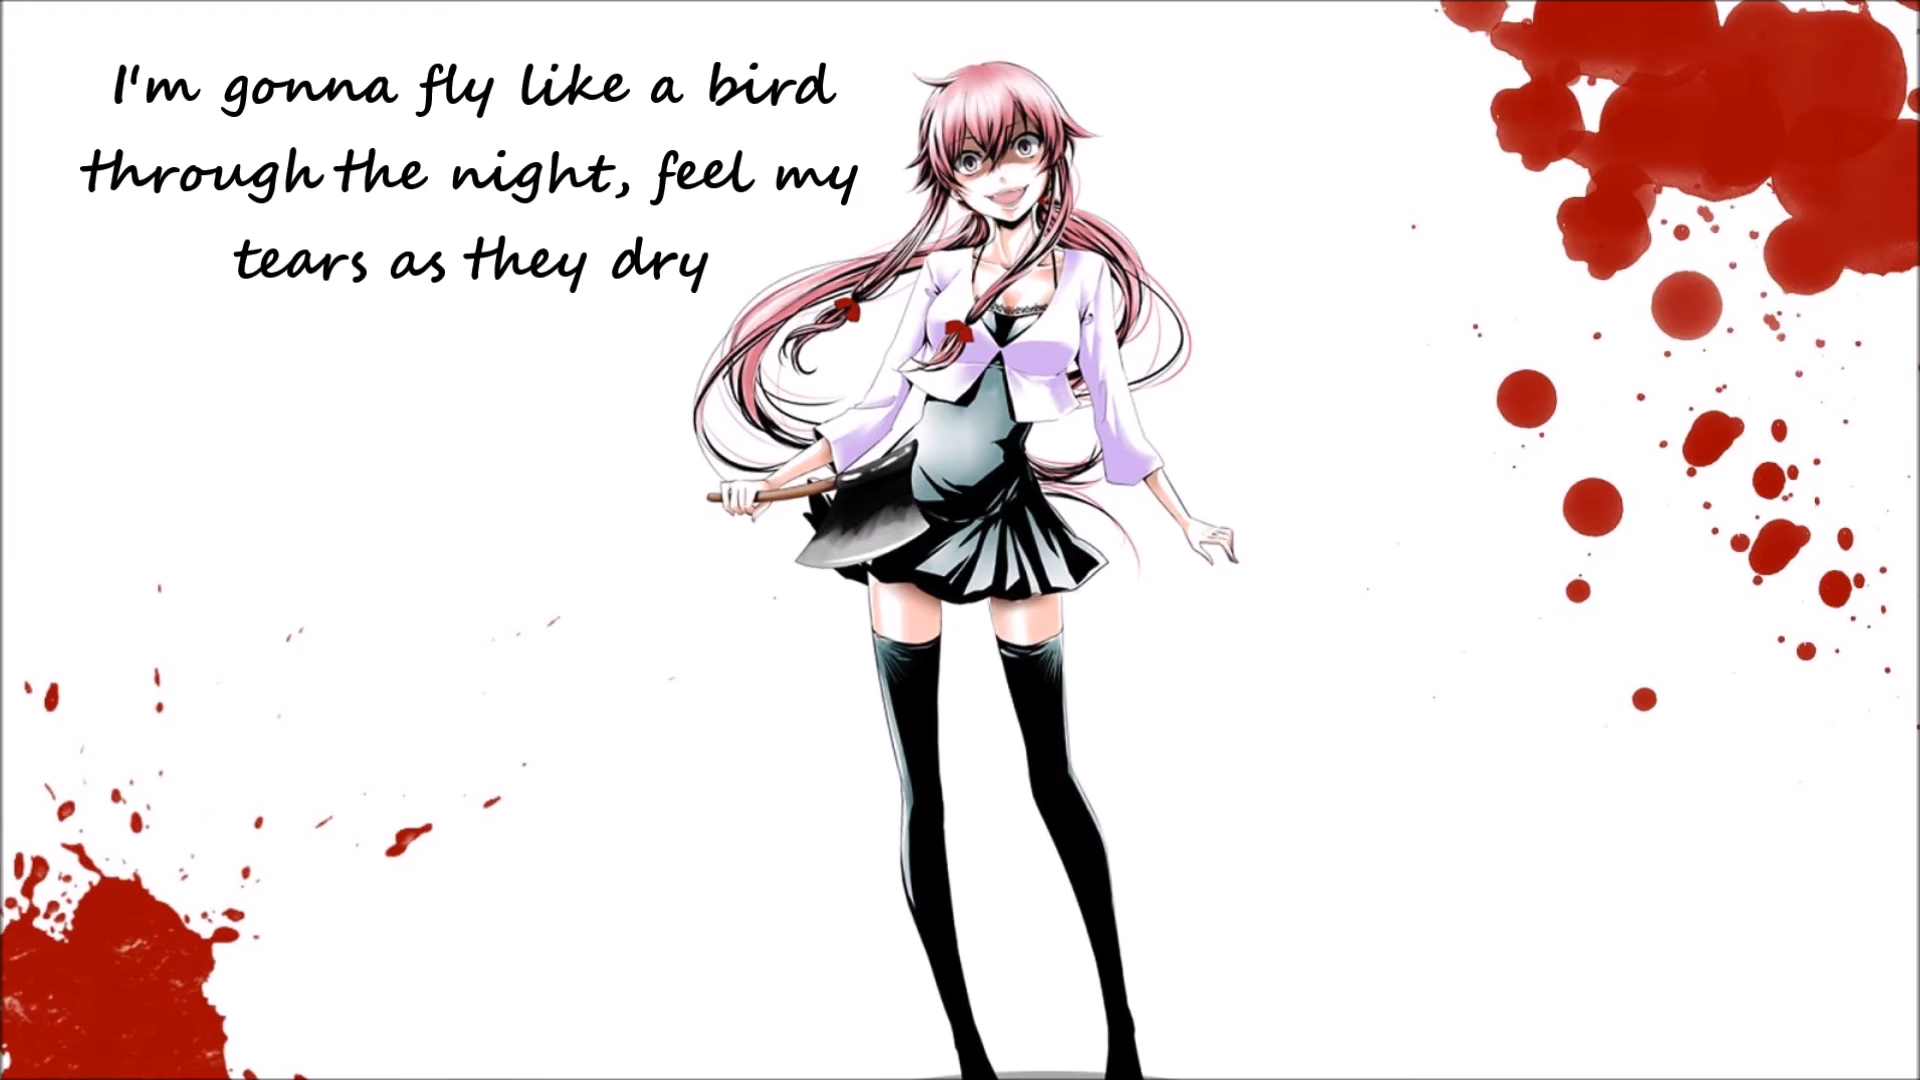 I'm gonna fly like a bird
through the night, feel my
tears as they dry